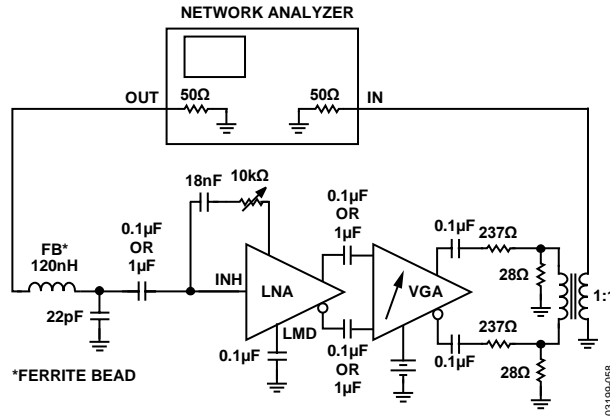 NETWORK ANALYZER
OUT
50Ω
50Ω
IN
18nF
10kΩ
0.1µF
OR
1µF
FB*
120nH
0.1µF
OR
1µF
0.1µF
237Ω
28Ω
1:1
INH
LNA
VGA
22pF
LMD
0.1µF
0.1µF
OR
1µF
237Ω
0.1µF
28Ω
*FERRITE BEAD
03199-058